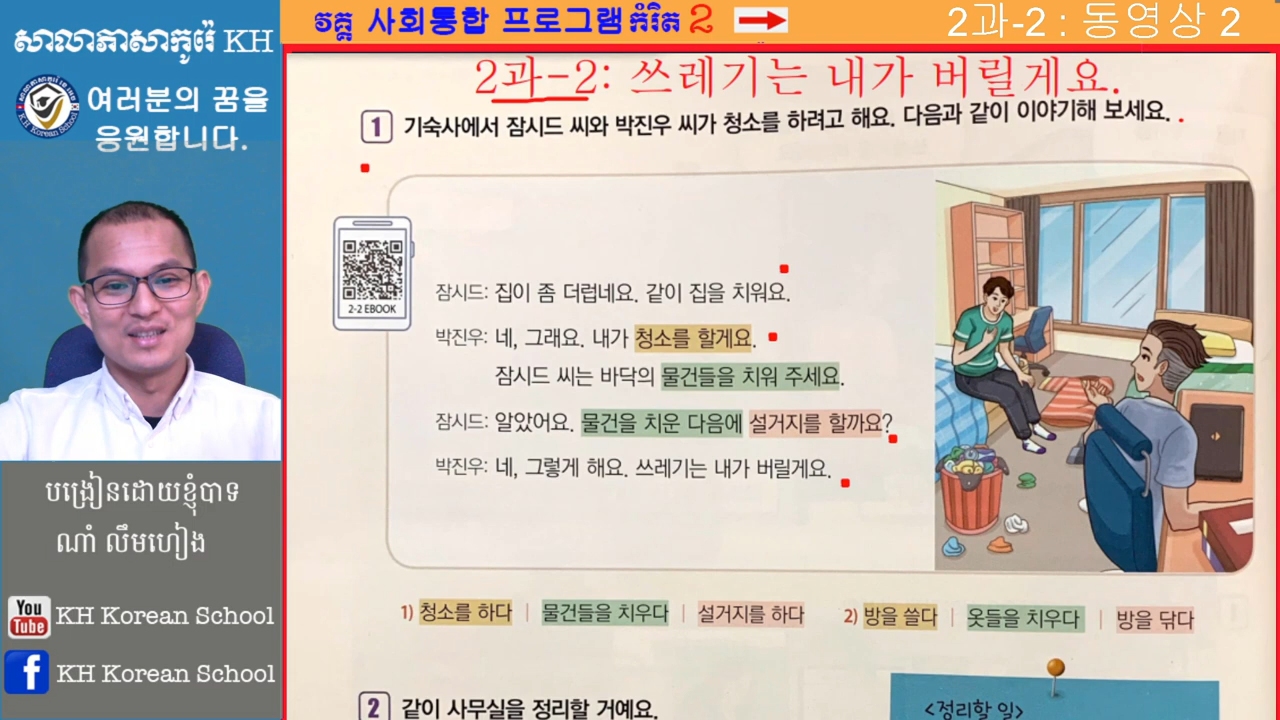 សាលាភាសាកូរ៉េ KH
여러분의 꿈을
응원합니다.
បង្រៀនដោយខ្ញុំបាទ
ណាំ លឹមហៀង
You Tube KH Korean School
f KH Korean School
វគ្គ 사회통합 프로그램 កំរិត 2
2과-2 : 동영상 2
2과-2: 쓰레기는 내가 버릴게요.
1 기숙사에서 잠시드 씨와 박진우 씨가 청소를 하려고 해요. 다음과 같이 이야기해 보세요.
2-2 EBOOK
잠시드: 집이 좀 더럽네요. 같이 집을 치워요.
박진우: 네, 그래요. 내가 청소를 할게요.
잠시드 씨는 바닥의 물건들을 치워 주세요.
잠시드: 알았어요. 물건을 치운 다음에 설거지를 할까요?
박진우: 네, 그렇게 해요. 쓰레기는 내가 버릴게요.
1) 청소를 하다 | 물건들을 치우다 | 설거지를 하다
2) 방을 쓸다 | 옷들을 치우다 | 방을 닦다
2 같이 사무실을 정리할 거예요.
<정리할 일>